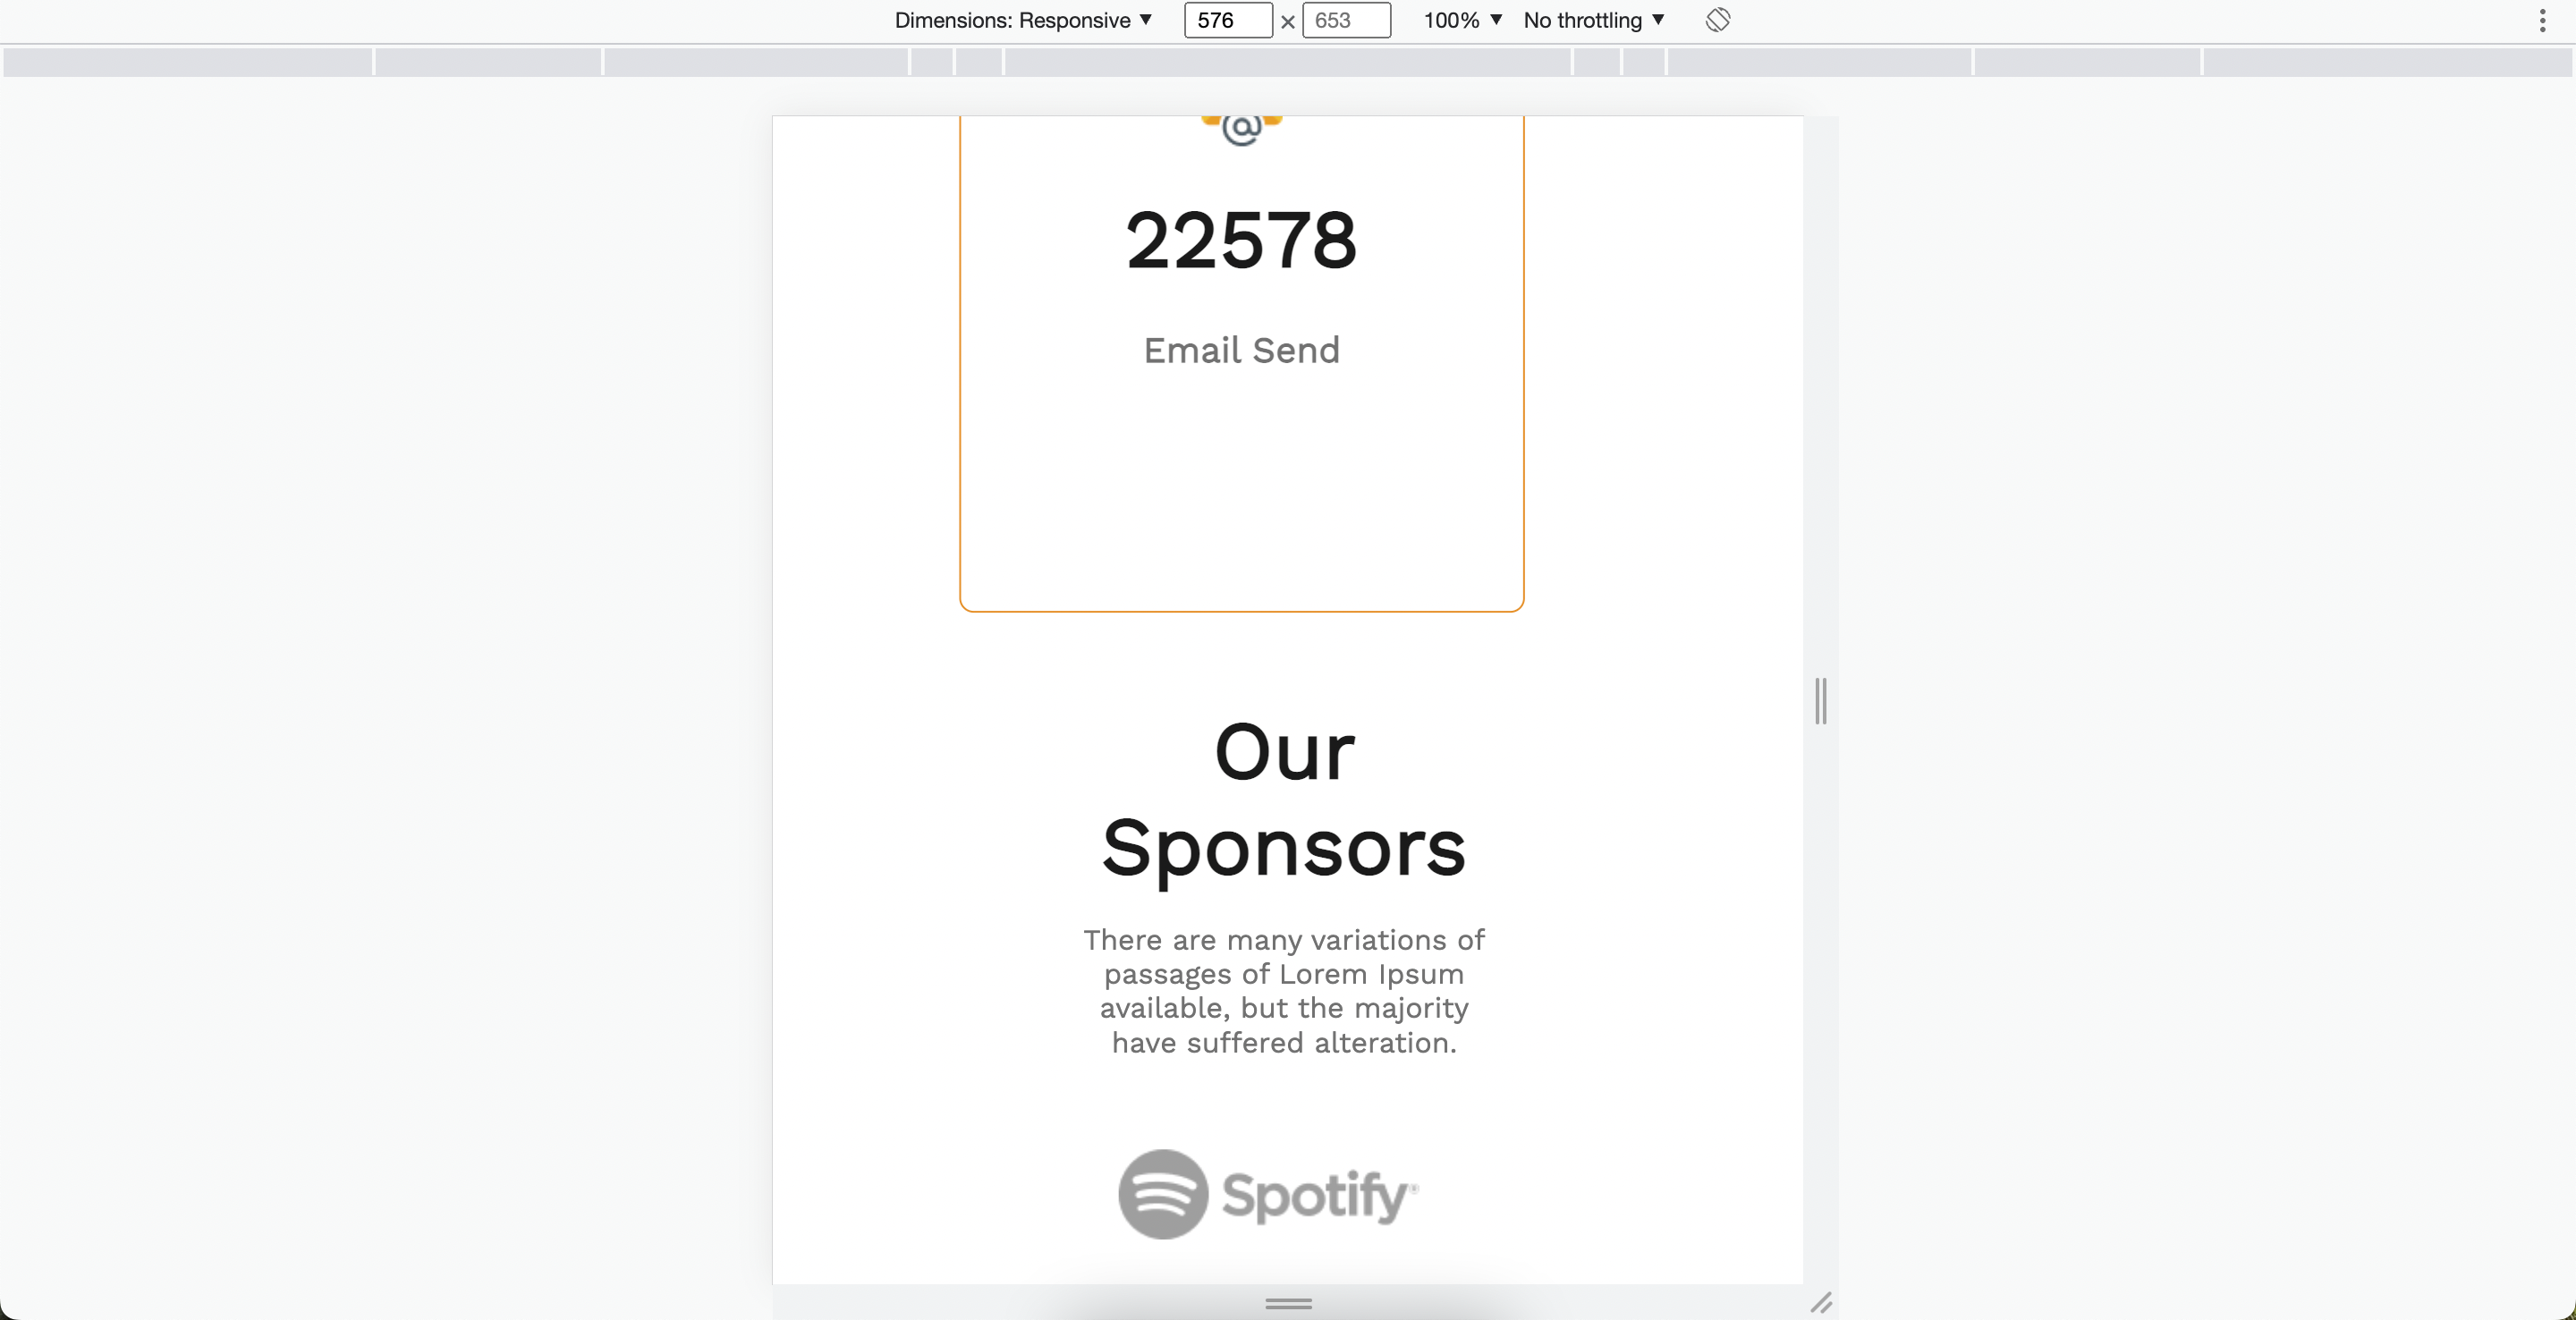 Dimensions: Responsive ▼ 576 × 653 100% ▼ No throttling ▼
@
22578
Email Send
Our
Sponsors
There are many variations of
passages of Lorem Ipsum
available, but the majority
have suffered alteration.
Spotify®